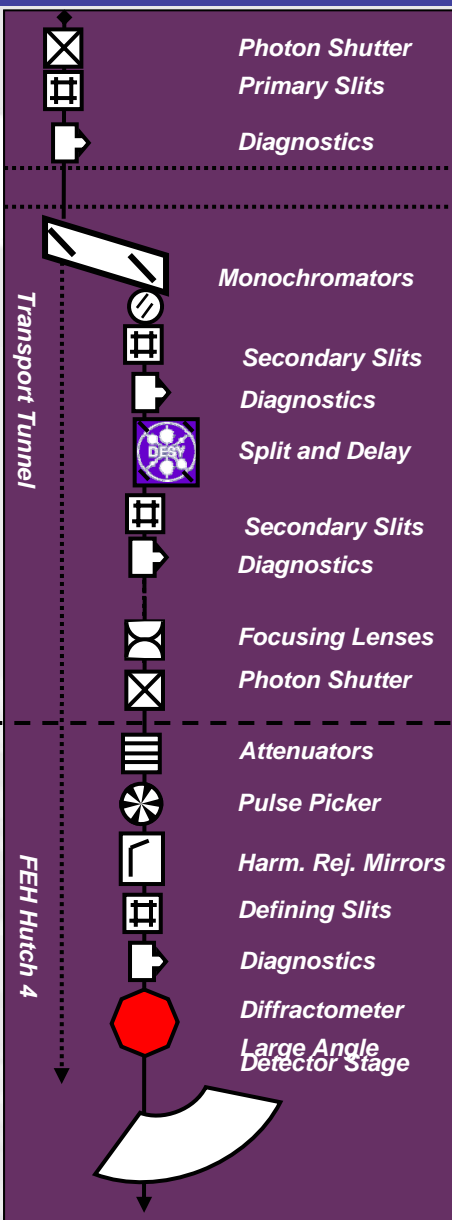 Photon Shutter
Primary Slits
Diagnostics
Monochromators
Transport Tunnel
Secondary Slits
Diagnostics
DESY
Split and Delay
Secondary Slits
Diagnostics
Focusing Lenses
Photon Shutter
Attenuators
Pulse Picker
FEH Hutch 4
Harm. Rej. Mirrors
Defining Slits
Diagnostics
Diffractometer
Large Angle
Detector Stage